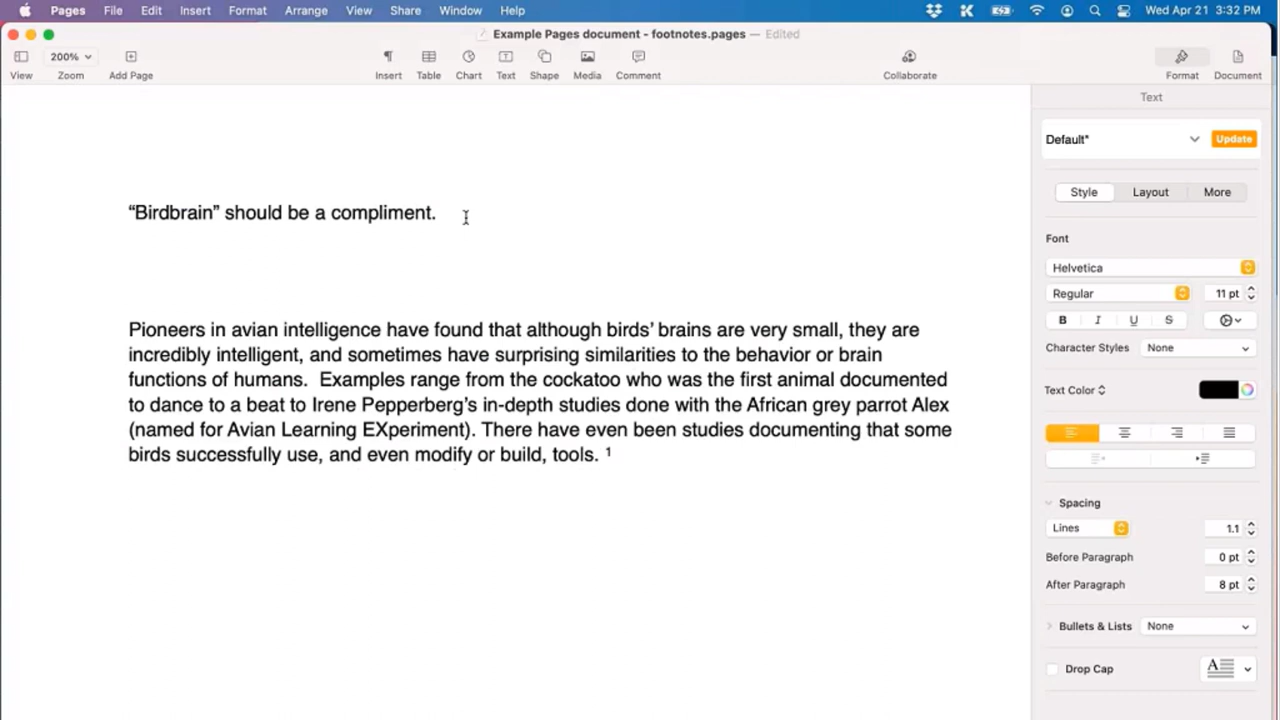 Pages File Edit Insert Format Arrange View Share Window Help Wed Apr 21 3:32 PM
Example Pages document - footnotes.pages — Edited
200%
View Zoom Add Page Insert Table Chart Text Shape Media Comment Collaborate Format Document
Text
Default* Update
Style Layout More
“Birdbrain” should be a compliment.
Font
Helvetica
Regular 11 pt
B I U S
Character Styles None
Text Color
Pioneers in avian intelligence have found that although birds’ brains are very small, they are
incredibly intelligent, and sometimes have surprising similarities to the behavior or brain
functions of humans.  Examples range from the cockatoo who was the first animal documented
to dance to a beat to Irene Pepperberg’s in-depth studies done with the African grey parrot Alex
(named for Avian Learning EXperiment). There have even been studies documenting that some
birds successfully use, and even modify or build, tools. ¹
Spacing
Lines 1.1
Before Paragraph 0 pt
After Paragraph 8 pt
Bullets & Lists None
Drop Cap A